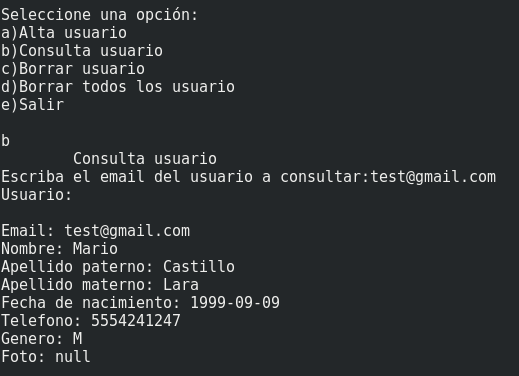 Seleccione una opción:
a)Alta usuario
b)Consulta usuario
c)Borrar usuario
d)Borrar todos los usuario
e)Salir
b
Consulta usuario
Escriba el email del usuario a consultar:test@gmail.com
Usuario:
Email: test@gmail.com
Nombre: Mario
Apellido paterno: Castillo
Apellido materno: Lara
Fecha de nacimiento: 1999-09-09
Telefono: 5554241247
Genero: M
Foto: null